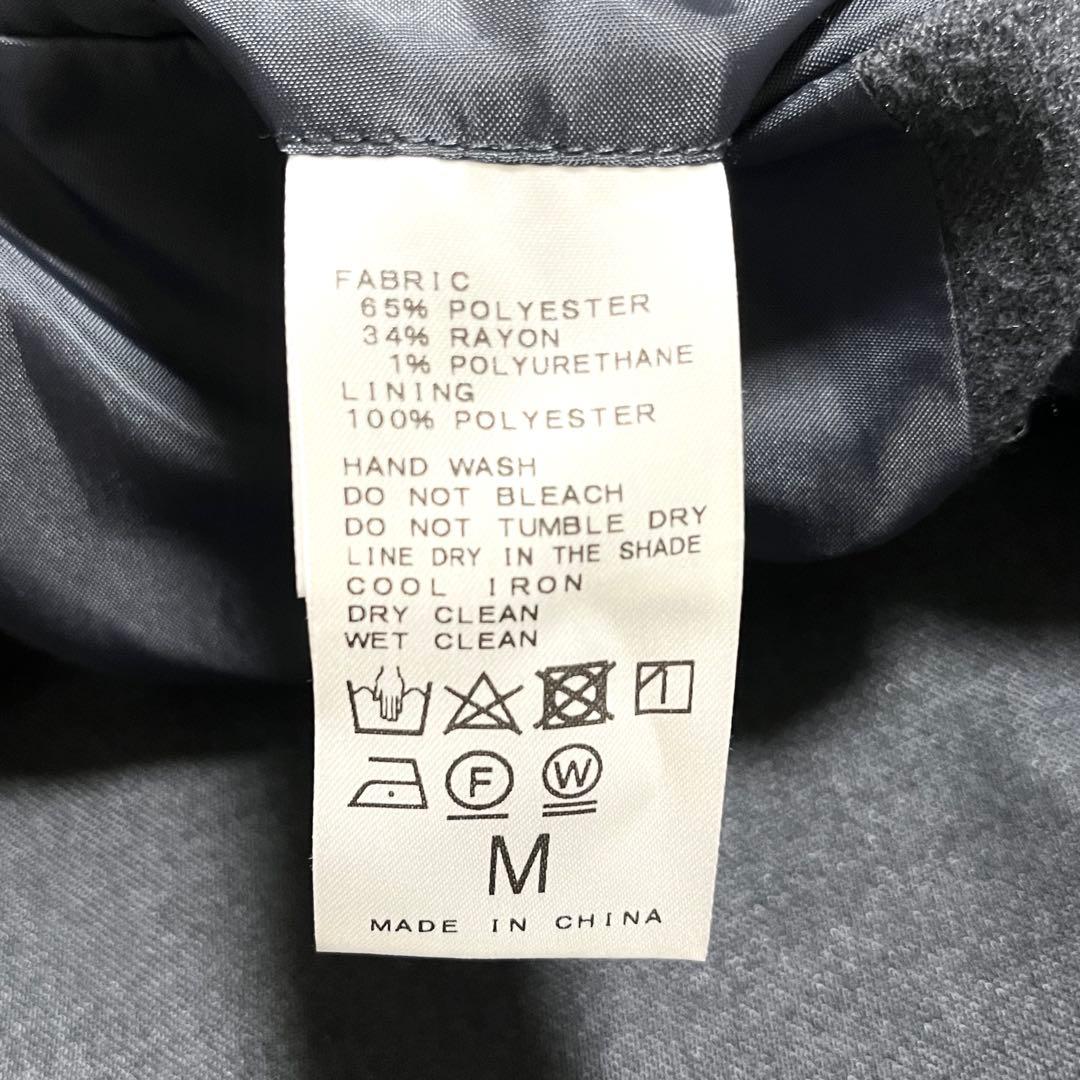 FABRIC
65% POLYESTER
34% RAYON
1% POLYURETHANE
LINING
100% POLYESTER
HAND WASH
DO NOT BLEACH
DO NOT TUMBLE DRY
LINE DRY IN THE SHADE
COOL IRON
DRY CLEAN
WET CLEAN
F W
M
MADE IN CHINA